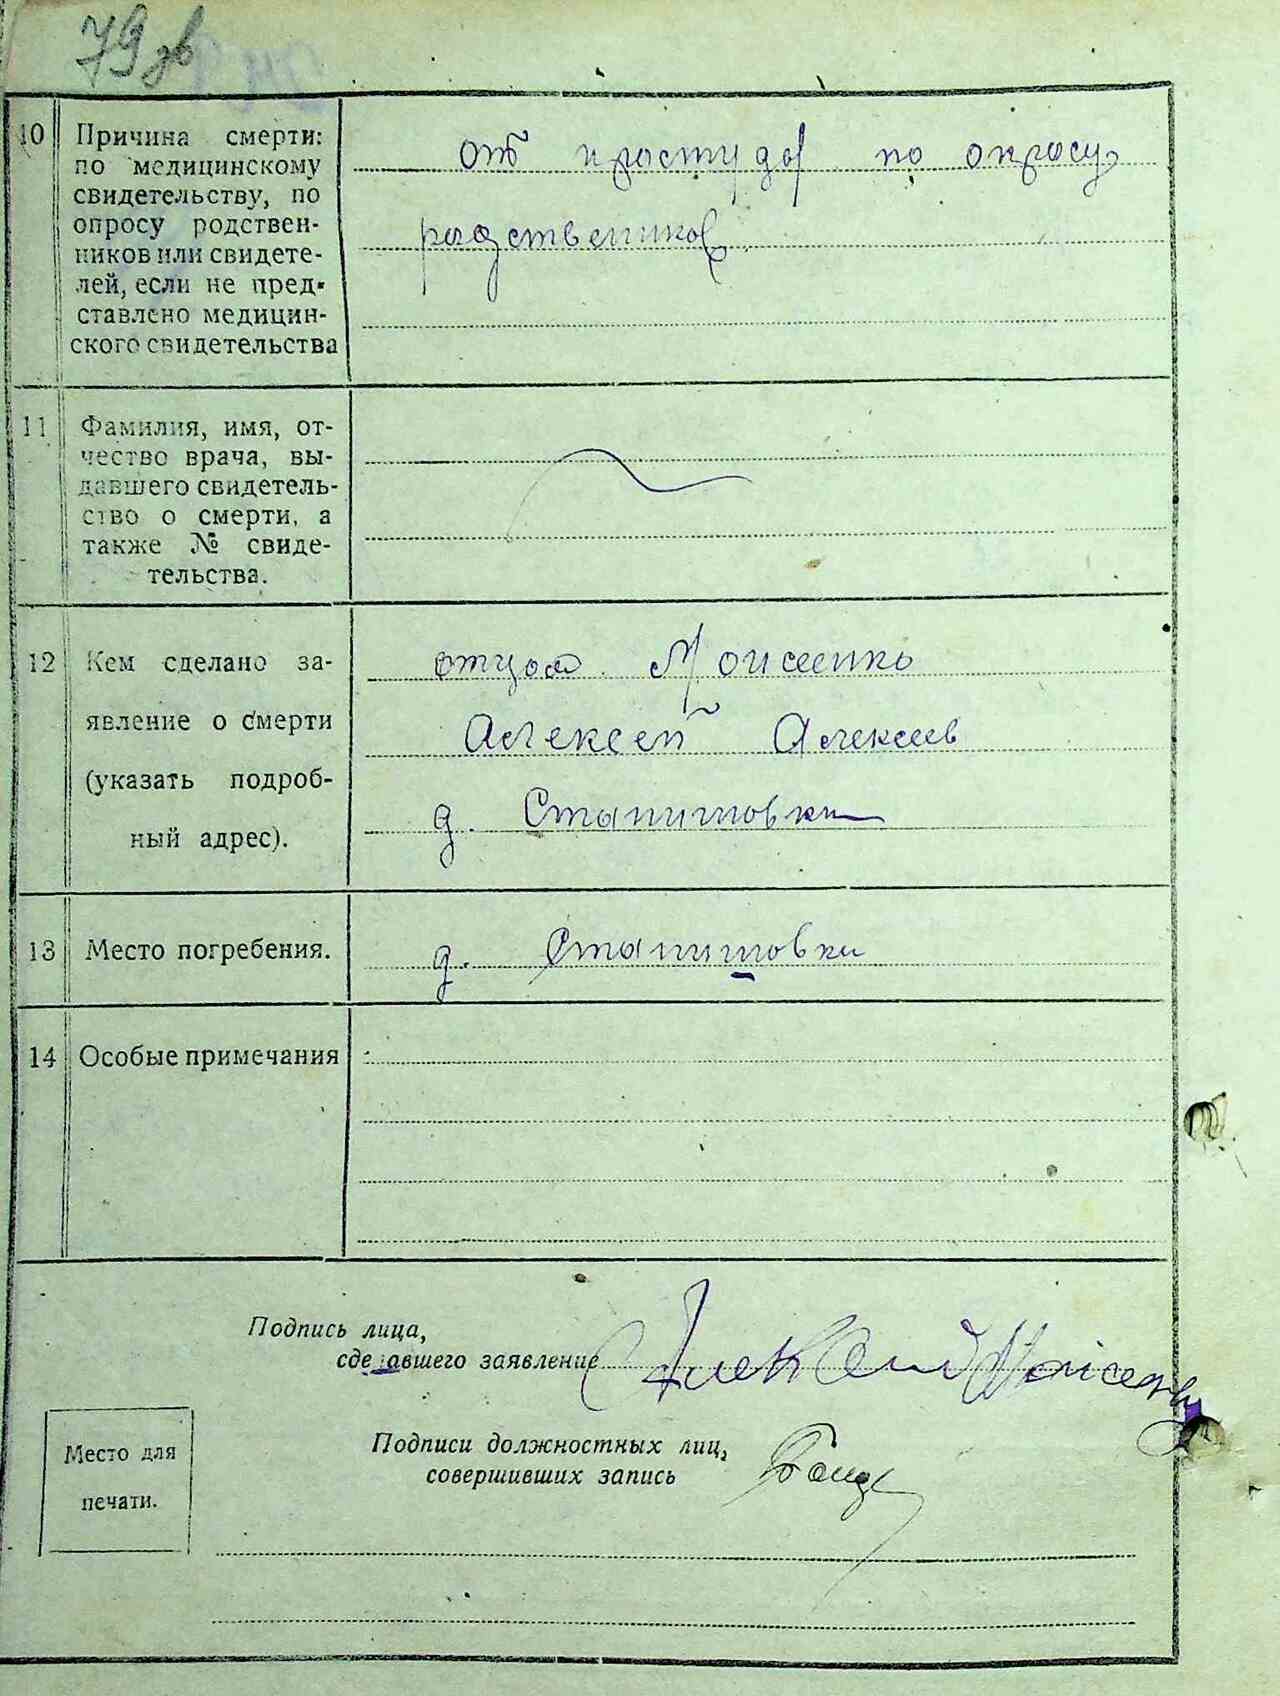 79 зв
10
Причина смерти:
по медицинскому
свидетельству, по
опросу родствен-
ников или свидете-
лей, если не пред-
ставлено медицин-
ского свидетельства
от простуды по опросу
родственников
11
Фамилия, имя, от-
чество врача, вы-
давшего свидетель-
ство о смерти, а
также № свиде-
тельства.
12
Кем сделано за-
явление о смерти
(указать подроб-
ный адрес).
отцом Моисеенко
Алексей Алексеев
д. Станитовка
13
Место погребения.
д. Станитовки
14
Особые примечания
Подпись лица,
сделавшего заявление
Подписи должностных лиц,
совершивших запись
Место для
печати.